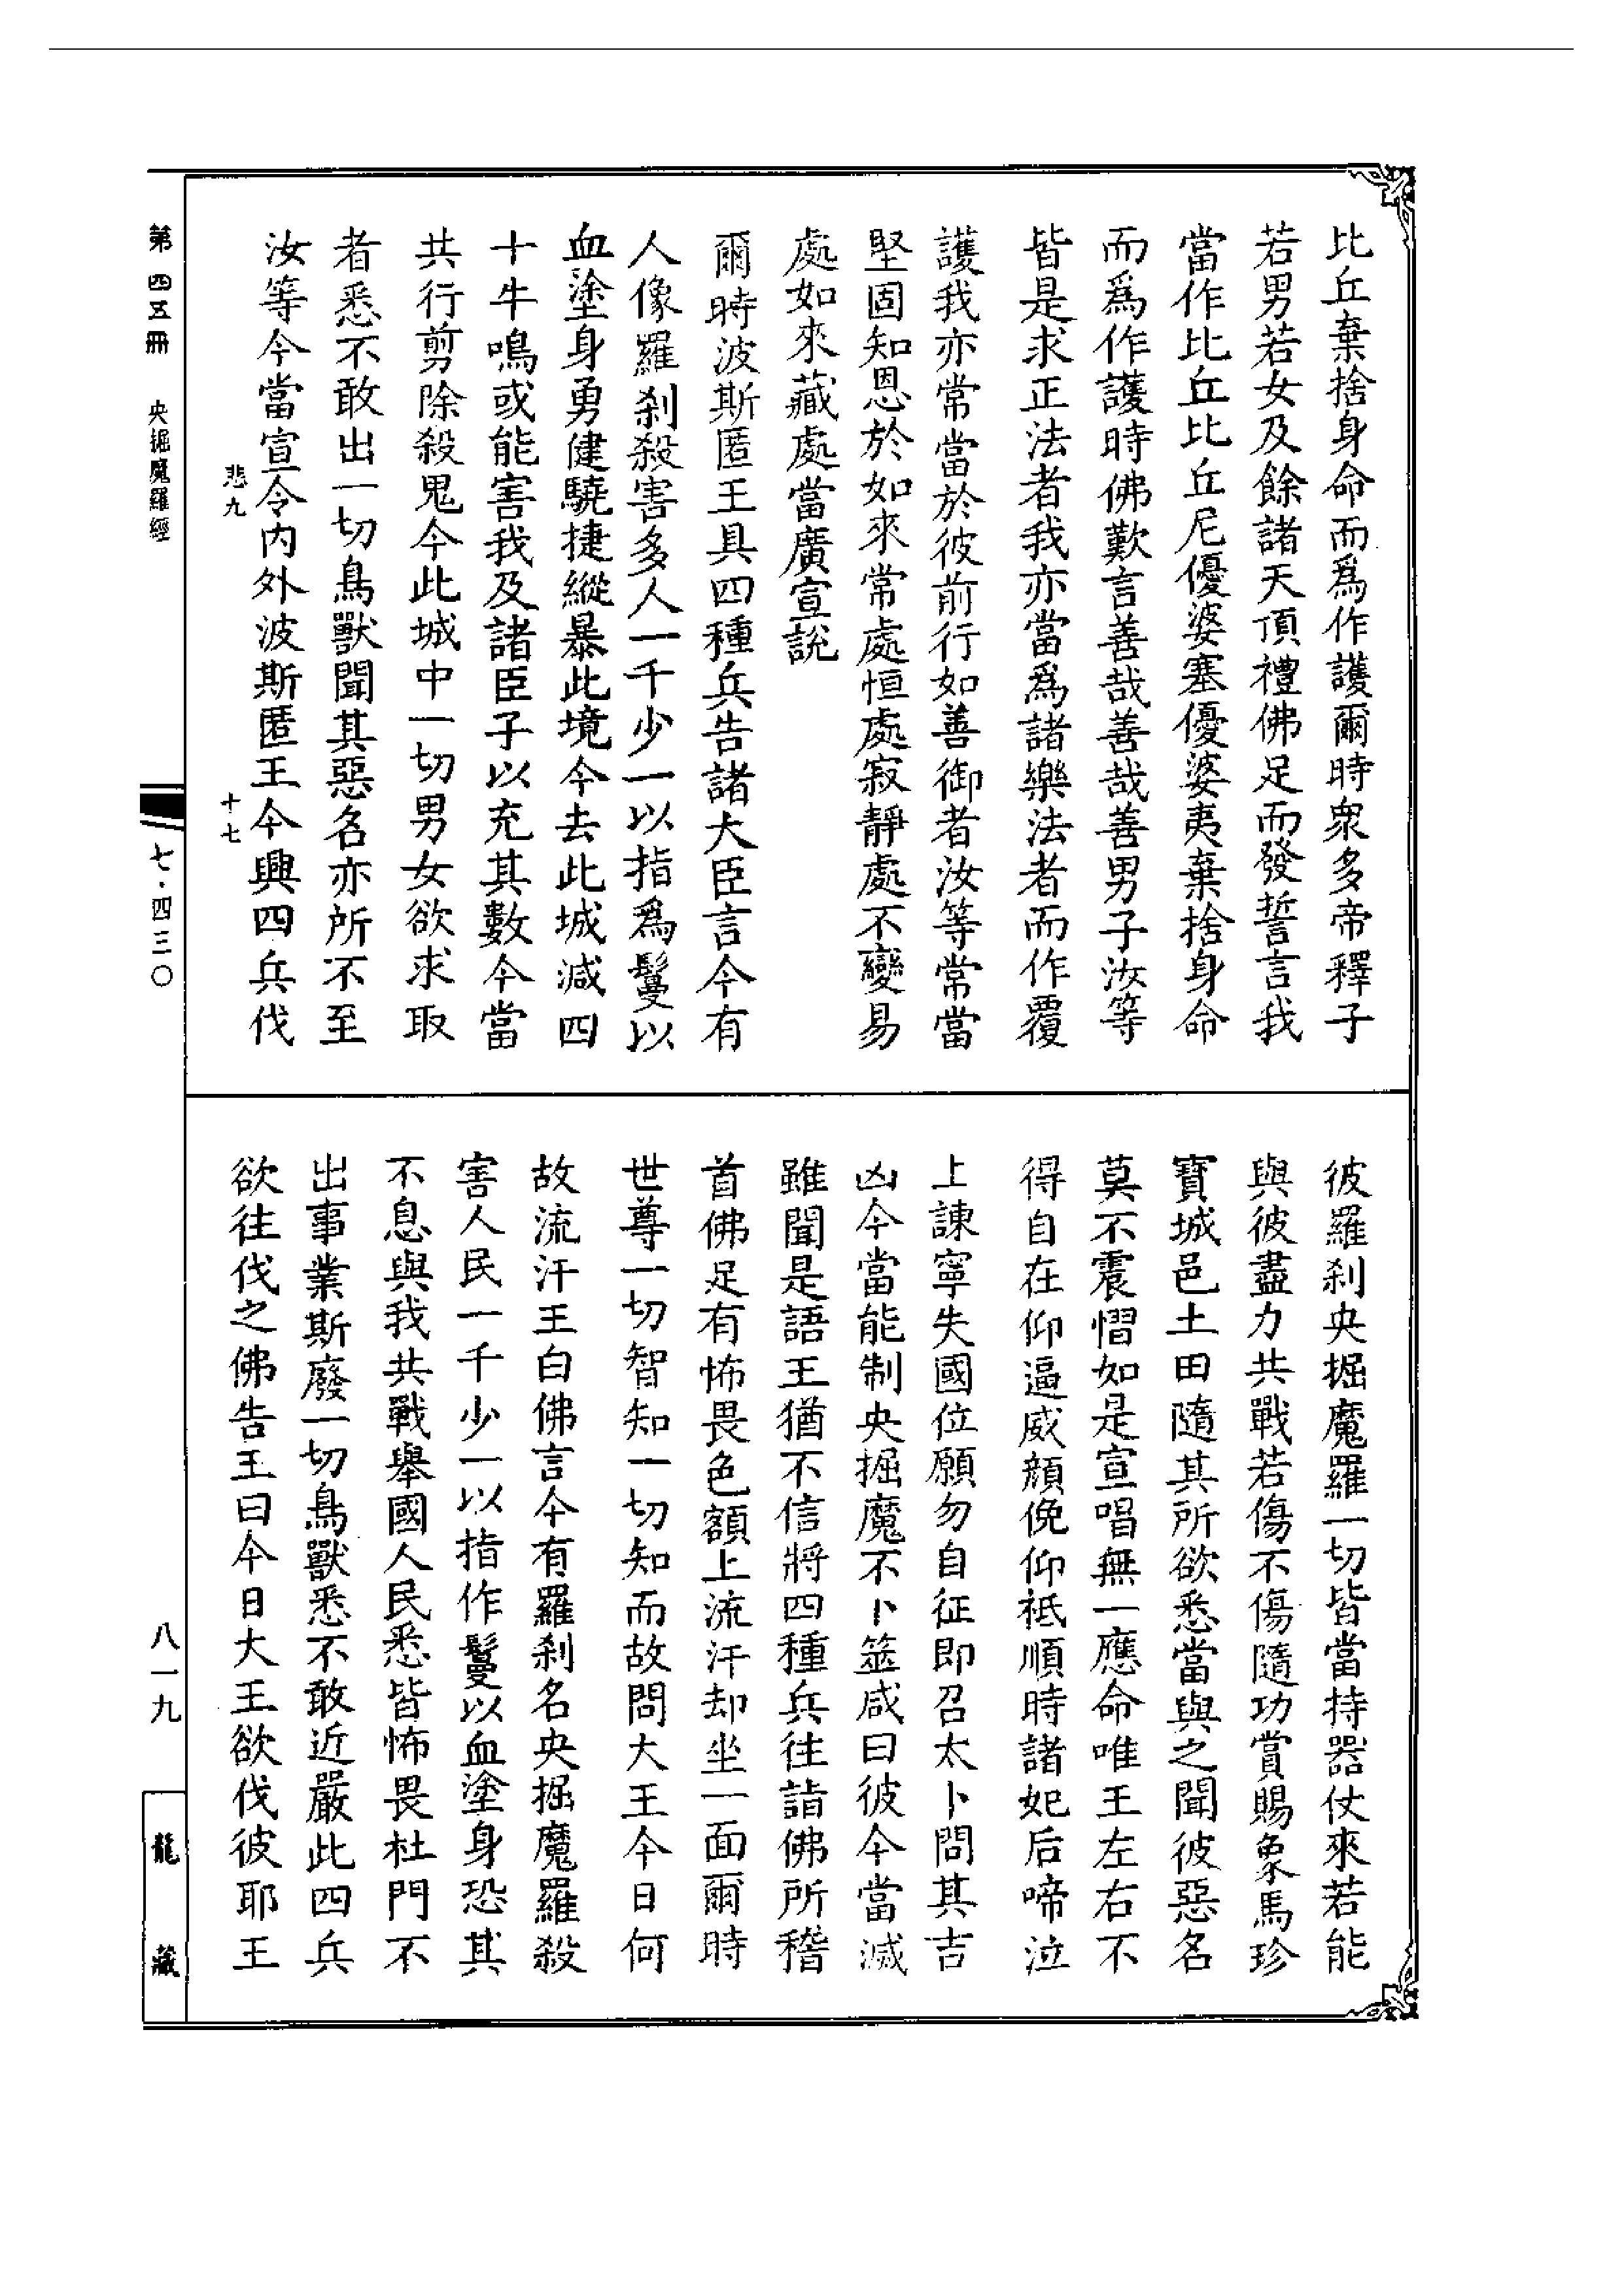 比丘棄捨身命而爲作護爾時衆多帝釋子
若男若女及餘諸天頂禮佛足而發誓言我
當作比丘比丘尼優婆塞優婆夷棄捨身命
而爲作護時佛歎言善哉善哉善男子汝等
皆是求正法者我亦當爲諸樂法者而作覆
護我亦常當於彼前行如善御者汝等常當
堅固知恩於如來常處恒處寂靜處不變易
處如來藏處當廣宣說
爾時波斯匿王具四種兵告諸大臣言今有
人像羅刹殺害多人一千少一以指爲鬘以
血塗身勇健驍捷縱暴此境今去此城減四
十牛鳴或能害我及諸臣子以充其數今當
共行剪除殺鬼今此城中一切男女欲求取
者悉不敢出一切鳥獸聞其惡名亦所不至
汝等今當宣令內外波斯匿王今興四兵伐
悲九
十七
彼羅刹央掘魔羅一切皆當持器仗來若能
與彼盡力共戰若傷不傷隨功賞賜象馬珍
寶城邑土田隨其所欲悉當與之聞彼惡名
莫不震慴如是宣唱無一應命唯王左右不
得自在仰逼威顏俛仰祇順時諸妃后啼泣
上諫寧失國位願勿自征即召太卜問其吉
凶今當能制央掘魔不卜筮咸曰彼今當滅
雖聞是語王猶不信將四種兵往詣佛所稽
首佛足有怖畏色額上流汗却坐一面爾時
世尊一切智知一切知而故問大王今日何
故流汗王白佛言今有羅刹名央掘魔羅殺
害人民一千少一以指作鬘以血塗身恐其
不息與我共戰舉國人民悉皆怖畏杜門不
出事業斯廢一切鳥獸悉不敢近嚴此四兵
欲往伐之佛告王曰今日大王欲伐彼耶王
第四五冊　央掘魔羅經
七·四三〇
八一九
龍藏